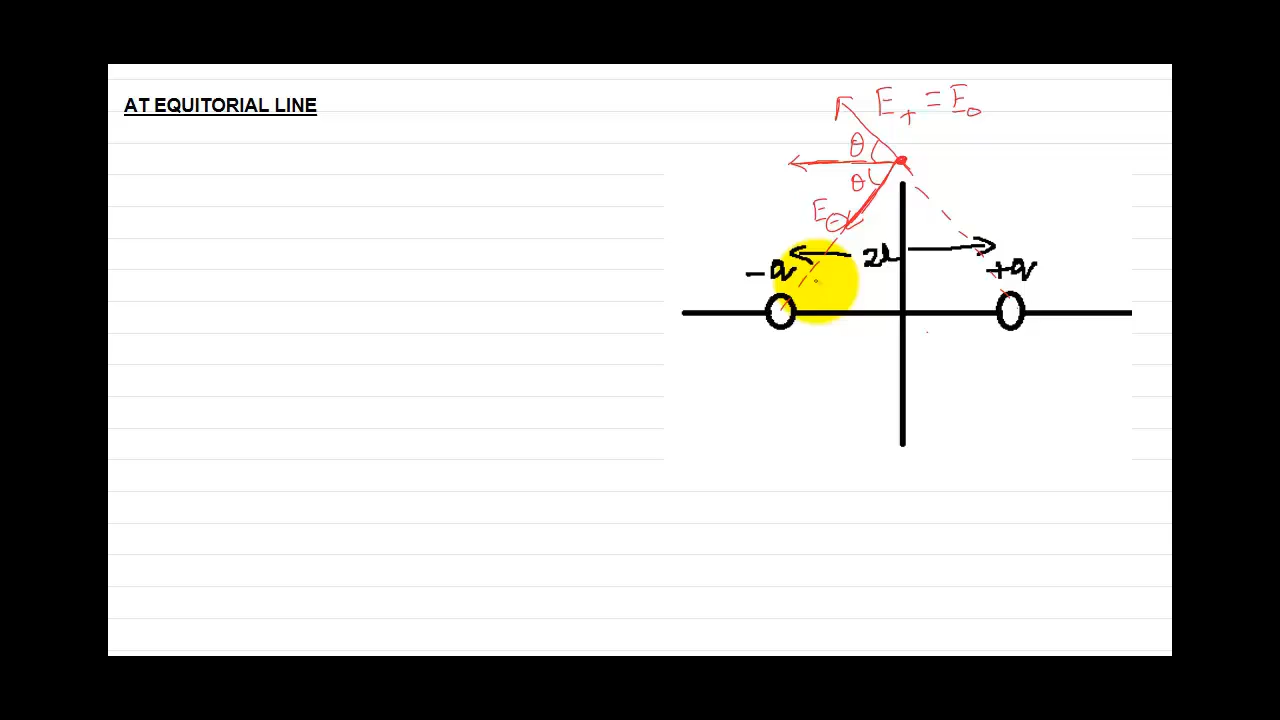 AT EQUITORIAL LINE
E+ = E0
θ
θ
E-
2l
-q
+q